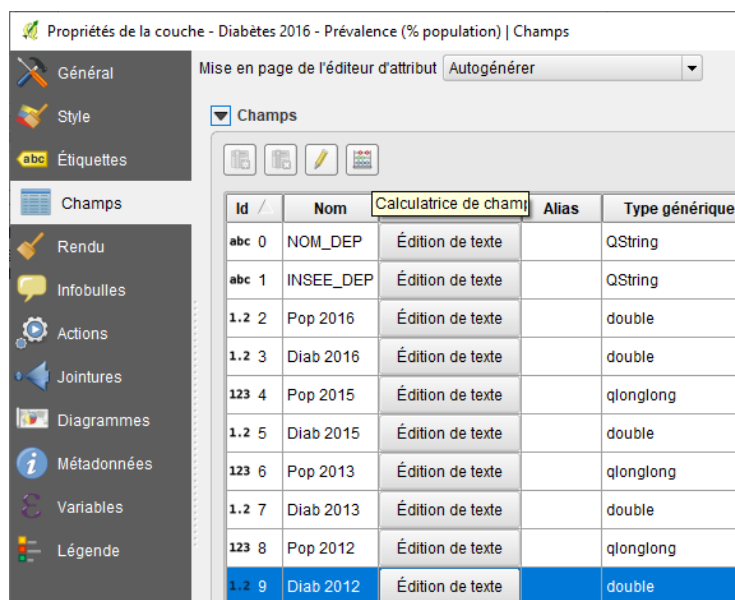 Propriétés de la couche - Diabètes 2016 - Prévalence (% population) | Champs
Général
Style
abc Étiquettes
Champs
Rendu
Infobulles
Actions
Jointures
Diagrammes
Métadonnées
Variables
Légende
Mise en page de l'éditeur d'attribut Autogénérer
Champs
Calculatrice de champ
Id Nom Alias Type générique
abc 0 NOM_DEP Édition de texte QString
abc 1 INSEE_DEP Édition de texte QString
1.2 2 Pop 2016 Édition de texte double
1.2 3 Diab 2016 Édition de texte double
123 4 Pop 2015 Édition de texte qlonglong
1.2 5 Diab 2015 Édition de texte double
123 6 Pop 2013 Édition de texte qlonglong
1.2 7 Diab 2013 Édition de texte double
123 8 Pop 2012 Édition de texte qlonglong
1.2 9 Diab 2012 Édition de texte double